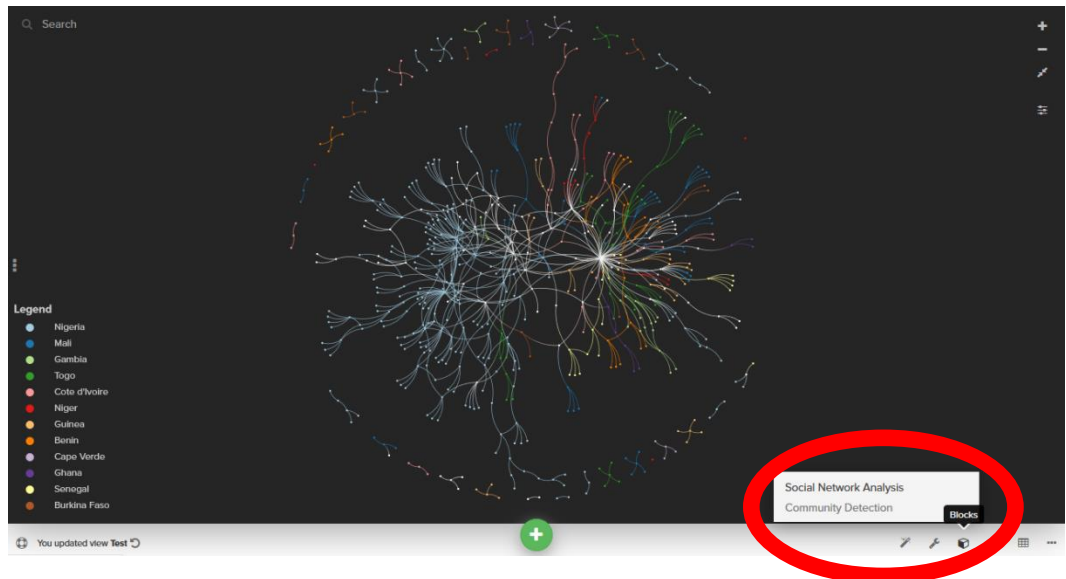 Search
Legend
Nigeria
Mali
Gambia
Togo
Cote d'Ivoire
Niger
Guinea
Benin
Cape Verde
Ghana
Senegal
Burkina Faso
Social Network Analysis
Community Detection
Blocks
You updated view Test